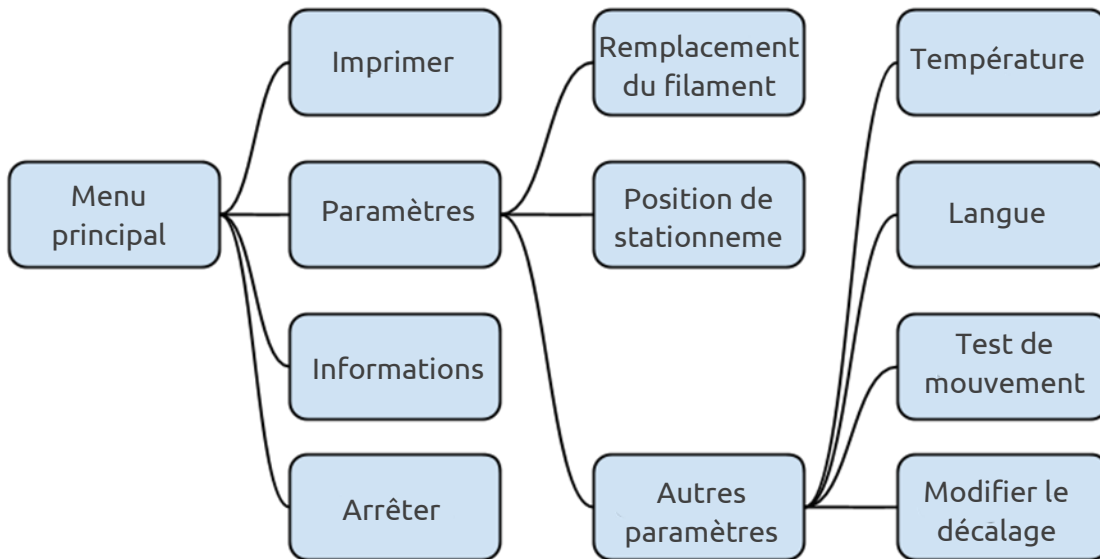 Imprimer
Remplacement
du filament
Température
Menu
principal
Paramètres
Position de
stationneme
Langue
Informations
Test de
mouvement
Arrêter
Autres
paramètres
Modifier le
décalage